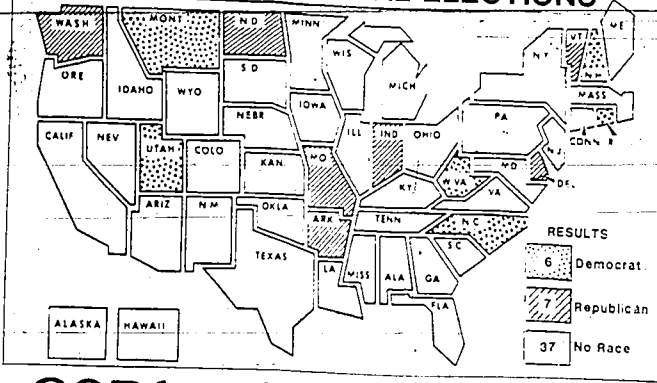 ELECTIONS
WASH
MONT
N D
MINN
ME
VT
ORE
IDAHO
WYO
S D
WIS
MICH
N Y
N H
MASS
NEBR
IOWA
PA
CALIF
NEV
UTAH
COLO
ILL
IND
OHIO
N J
CONN R
KAN
MO
W VA
MD
DEL
KY
VA
ARIZ
N M
OKLA
ARK
TENN
N C
S C
TEXAS
LA
MISS
ALA
GA
FLA
ALASKA
HAWAII
RESULTS
6 Democrat
7 Republican
37 No Race